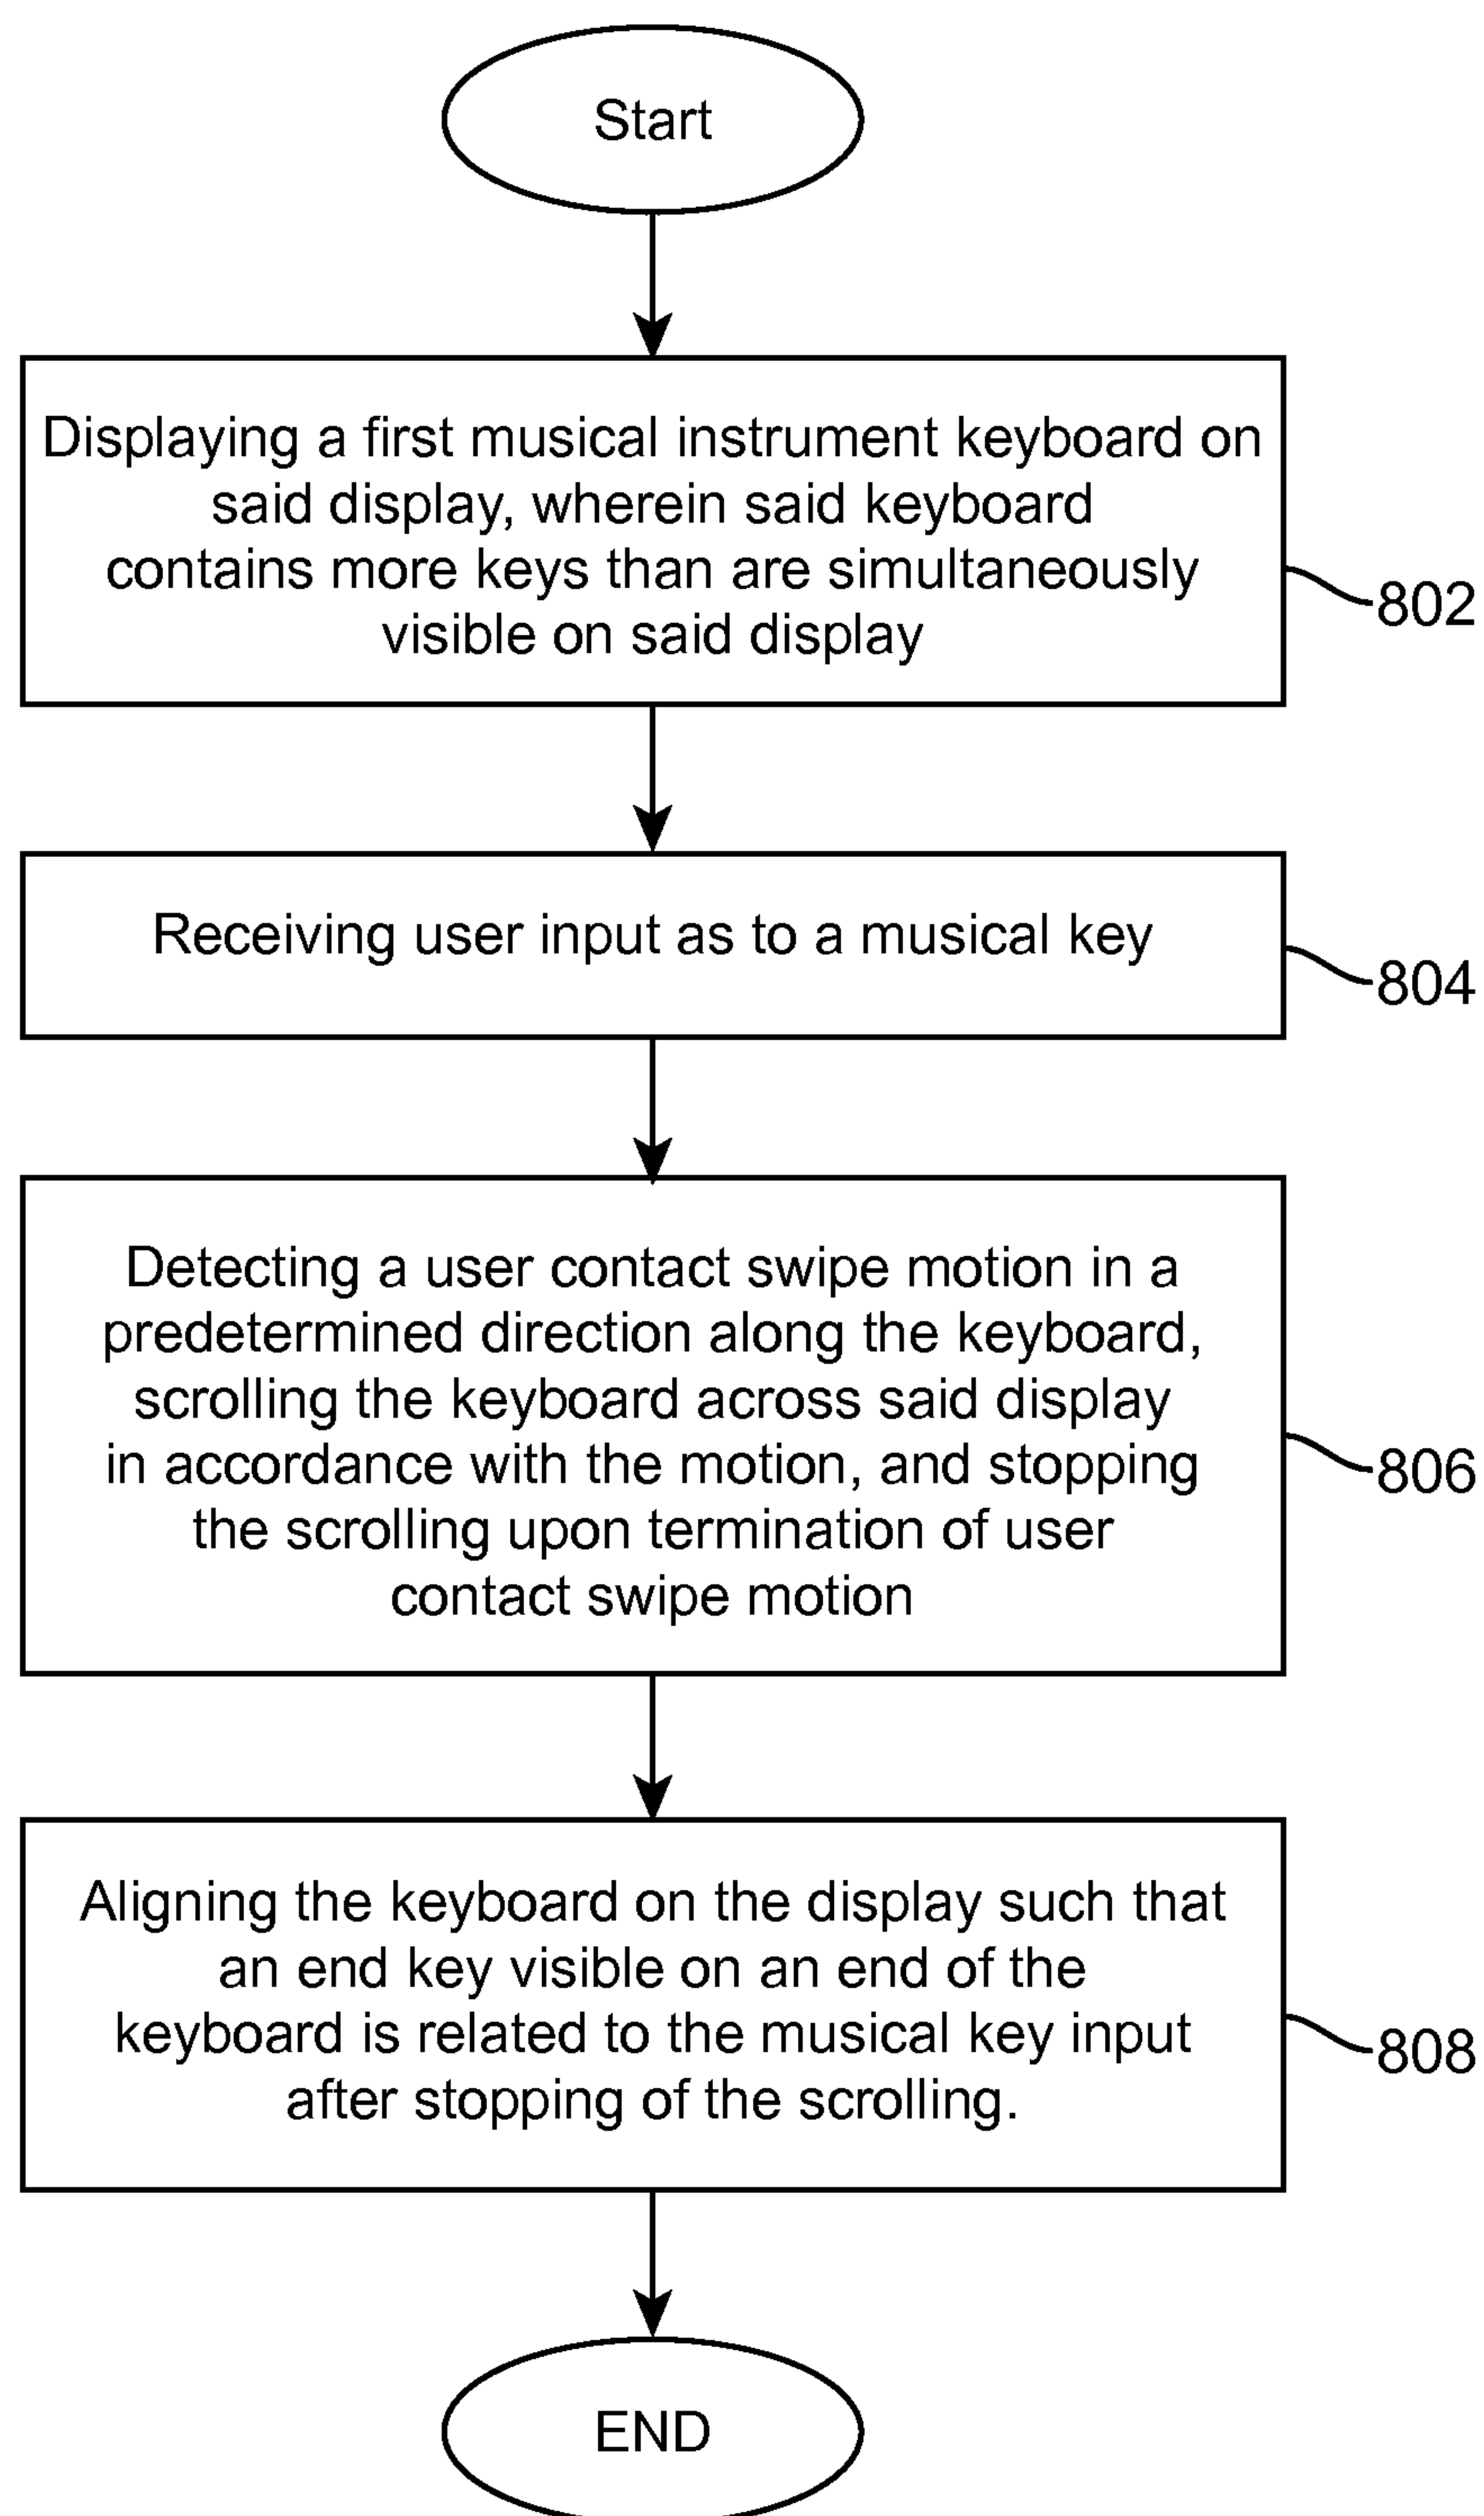 Start
Displaying a first musical instrument keyboard on
said display, wherein said keyboard
contains more keys than are simultaneously
visible on said display
802
Receiving user input as to a musical key
804
Detecting a user contact swipe motion in a
predetermined direction along the keyboard,
scrolling the keyboard across said display
in accordance with the motion, and stopping
the scrolling upon termination of user
contact swipe motion
806
Aligning the keyboard on the display such that
an end key visible on an end of the
keyboard is related to the musical key input
after stopping of the scrolling.
808
END